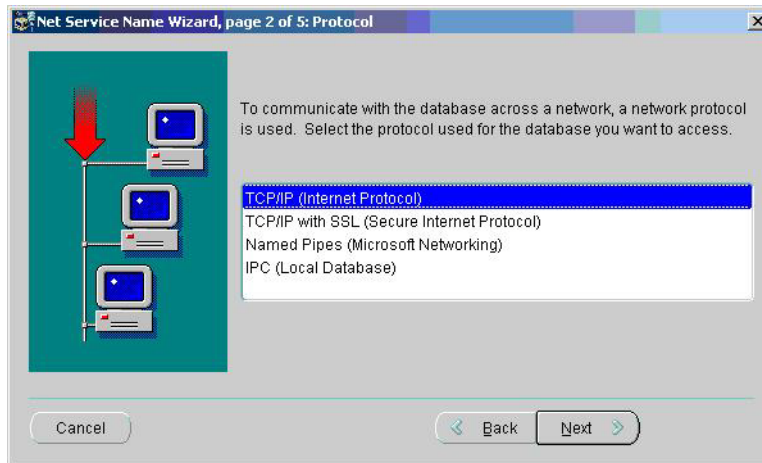 Net Service Name Wizard, page 2 of 5: Protocol
To communicate with the database across a network, a network protocol
is used. Select the protocol used for the database you want to access.
TCP/IP (Internet Protocol)
TCP/IP with SSL (Secure Internet Protocol)
Named Pipes (Microsoft Networking)
IPC (Local Database)
Cancel
Back
Next